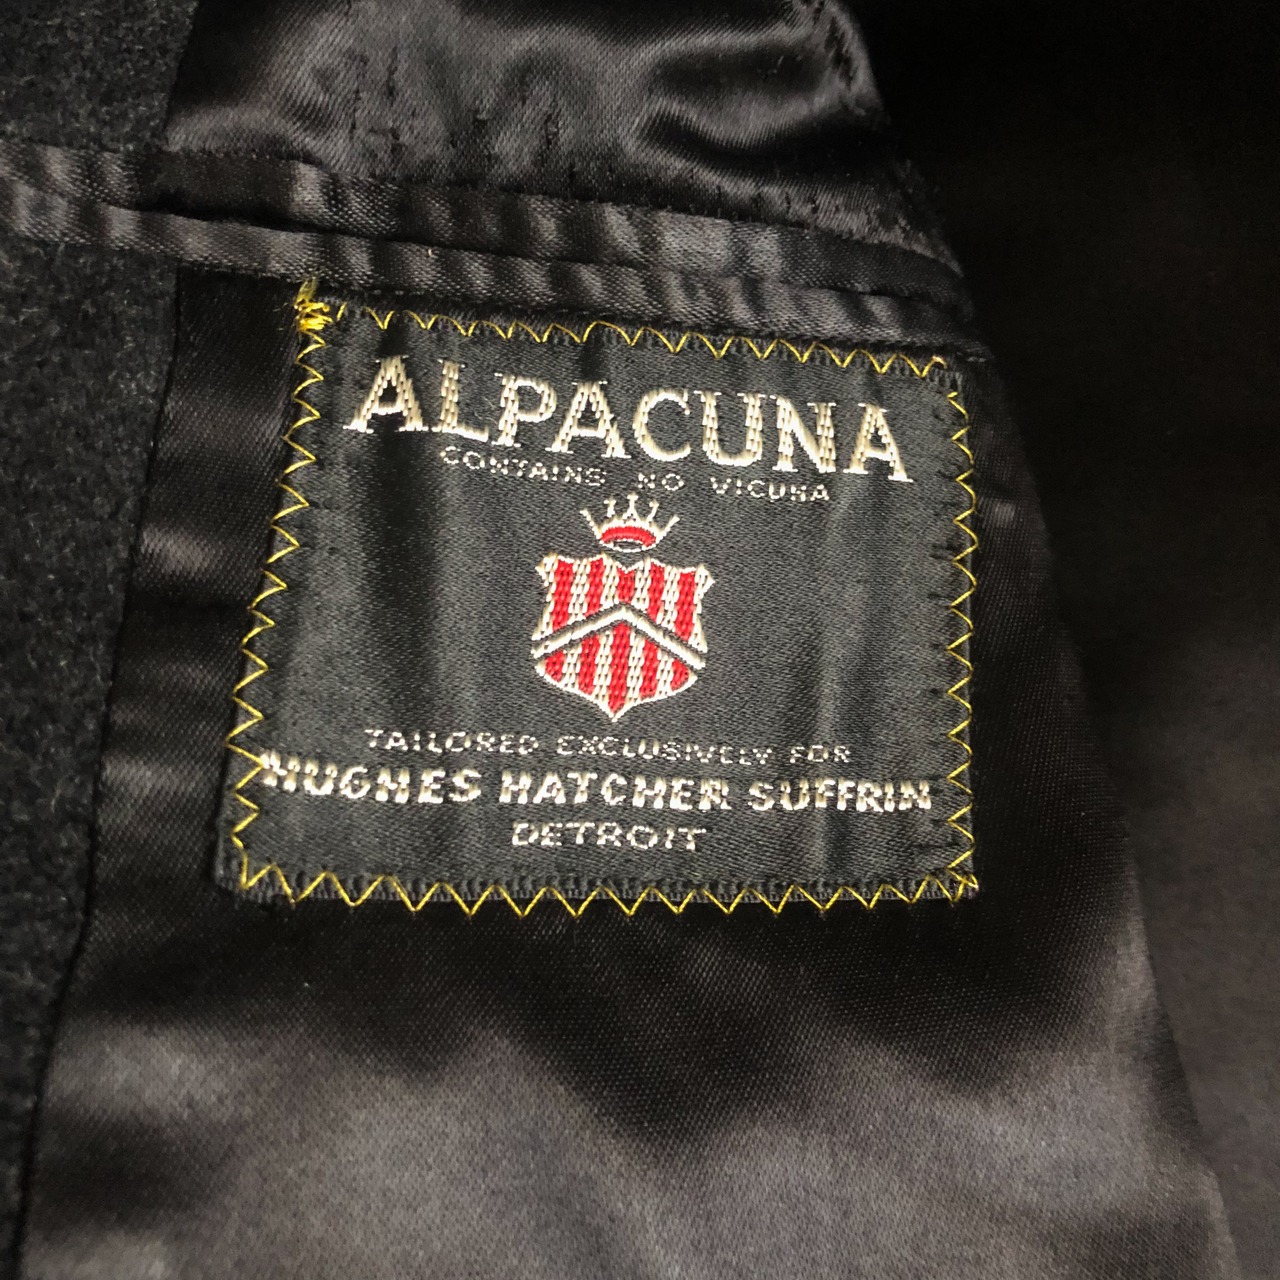 ALPACUNA
CONTAINS NO VICUNA
TAILORED EXCLUSIVELY FOR
HUGHES HATCHER SUFFRIN
DETROIT